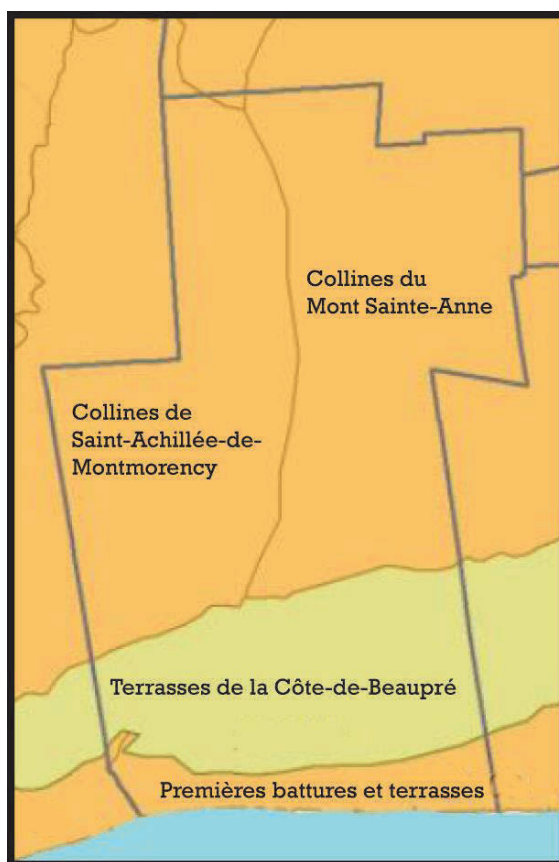 Collines du
Mont Sainte-Anne
Collines de
Saint-Achillée-de-
Montmorency
Terrasses de la Côte-de-Beaupré
Premières battures et terrasses